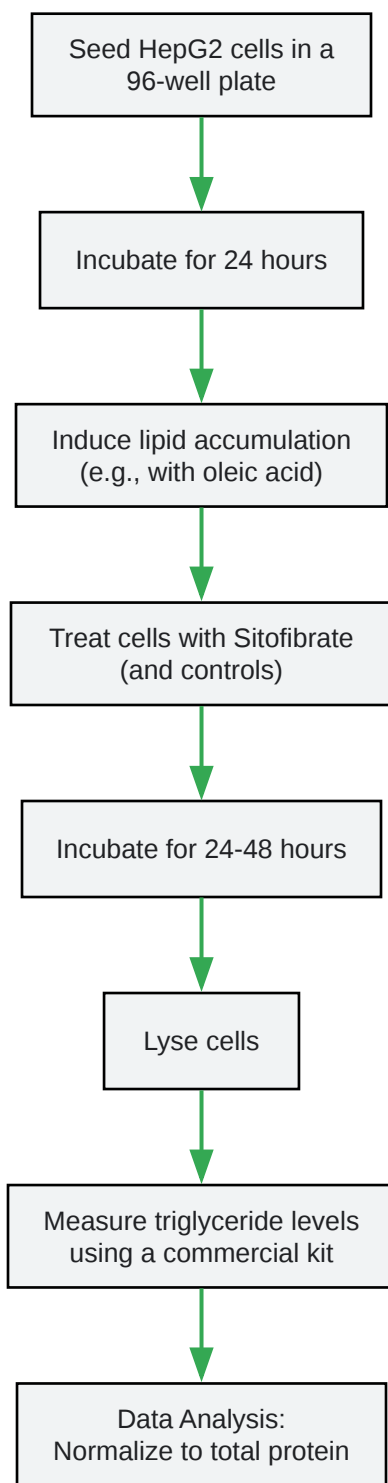 Seed HepG2 cells in a
96-well plate
Incubate for 24 hours
Induce lipid accumulation
(e.g., with oleic acid)
Treat cells with Sitofibrate
(and controls)
Incubate for 24-48 hours
Lyse cells
Measure triglyceride levels
using a commercial kit
Data Analysis:
Normalize to total protein